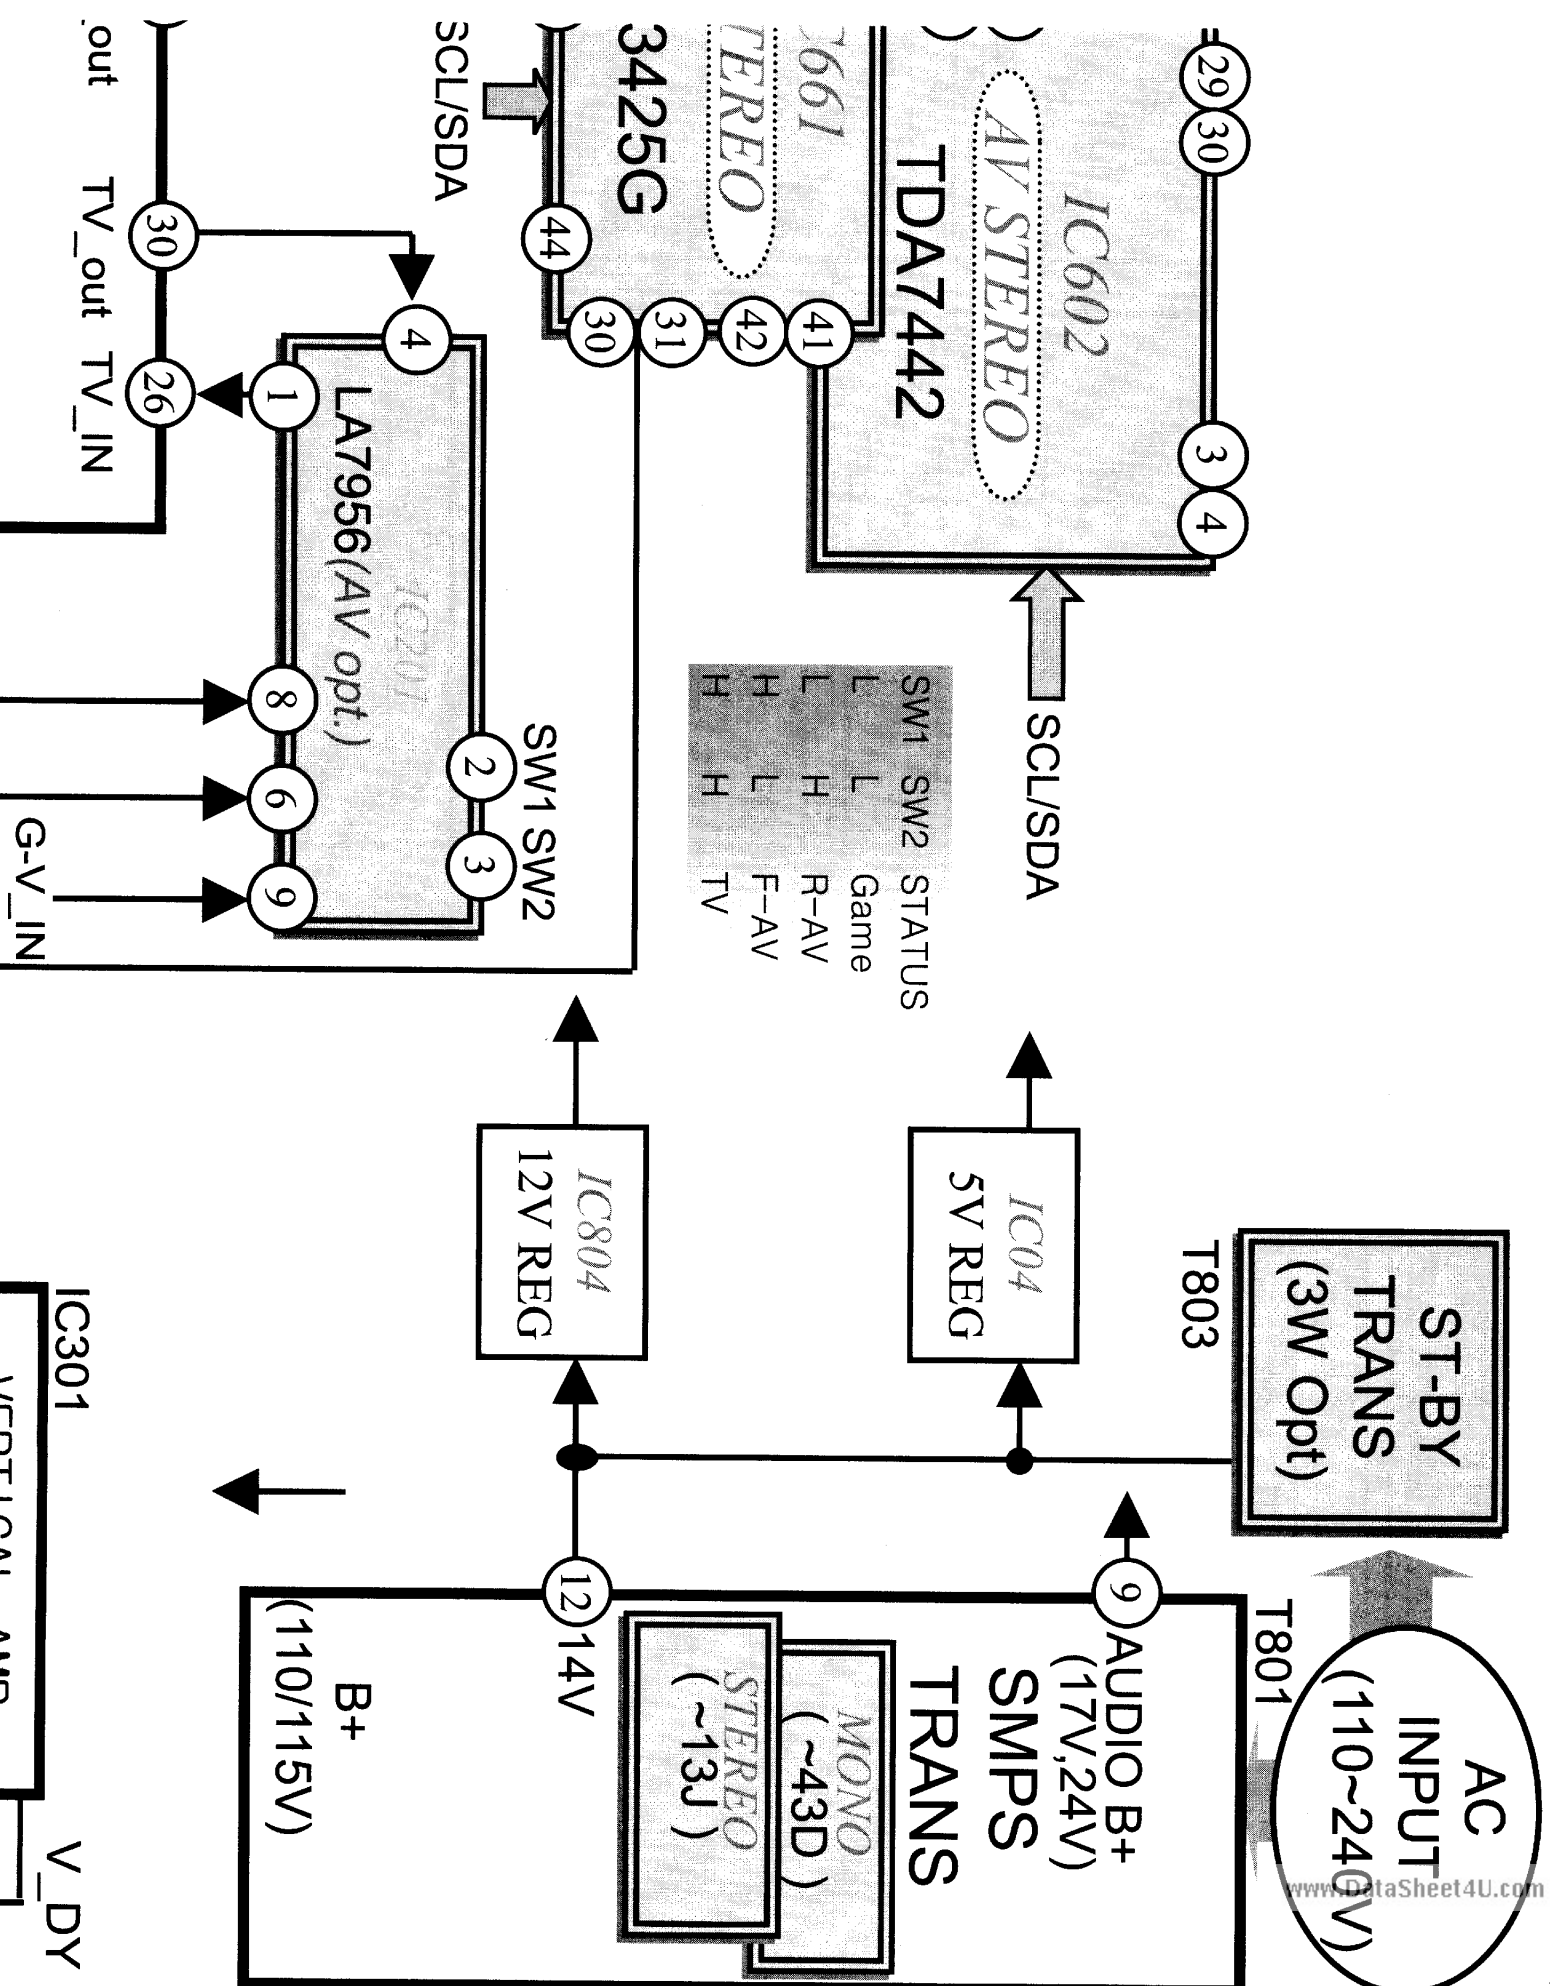 29
30
3
4
IC602
AV STEREO
TDA7442
SCL/SDA
C661
TEREO
3425G
41
42
31
30
44
SCL/SDA
SW1 SW2 STATUS
L L Game
L H R-AV
H L F-AV
H H TV
SW1 SW2
2
3
4
IC201
LA7956(AV opt.)
1
8
6
9
30
26
_out
TV_out
TV_IN
G-V_IN
ST-BY
TRANS
(3W Opt)
T803
AC
INPUT
(110~240V)
T801
IC04
5V REG
IC804
12V REG
9
AUDIO B+
(17V,24V)
SMPS
TRANS
MONO
( ~43D )
STEREO
( ~13J )
12
14V
B+
(110/115V)
IC301
VERTICAL AMP
V_DY
www.DataSheet4U.com